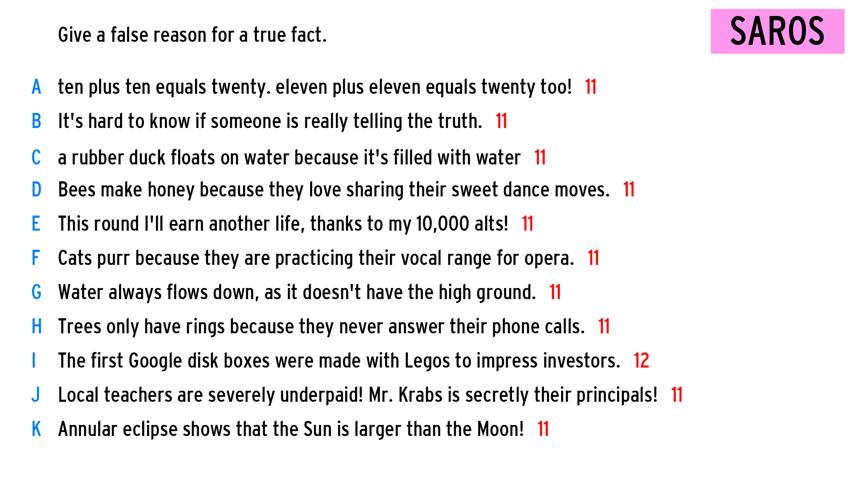 Give a false reason for a true fact.
SAROS
A ten plus ten equals twenty. eleven plus eleven equals twenty too! 11
B It's hard to know if someone is really telling the truth. 11
C a rubber duck floats on water because it's filled with water 11
D Bees make honey because they love sharing their sweet dance moves. 11
E This round I'll earn another life, thanks to my 10,000 alts! 11
F Cats purr because they are practicing their vocal range for opera. 11
G Water always flows down, as it doesn't have the high ground. 11
H Trees only have rings because they never answer their phone calls. 11
I The first Google disk boxes were made with Legos to impress investors. 12
J Local teachers are severely underpaid! Mr. Krabs is secretly their principals! 11
K Annular eclipse shows that the Sun is larger than the Moon! 11